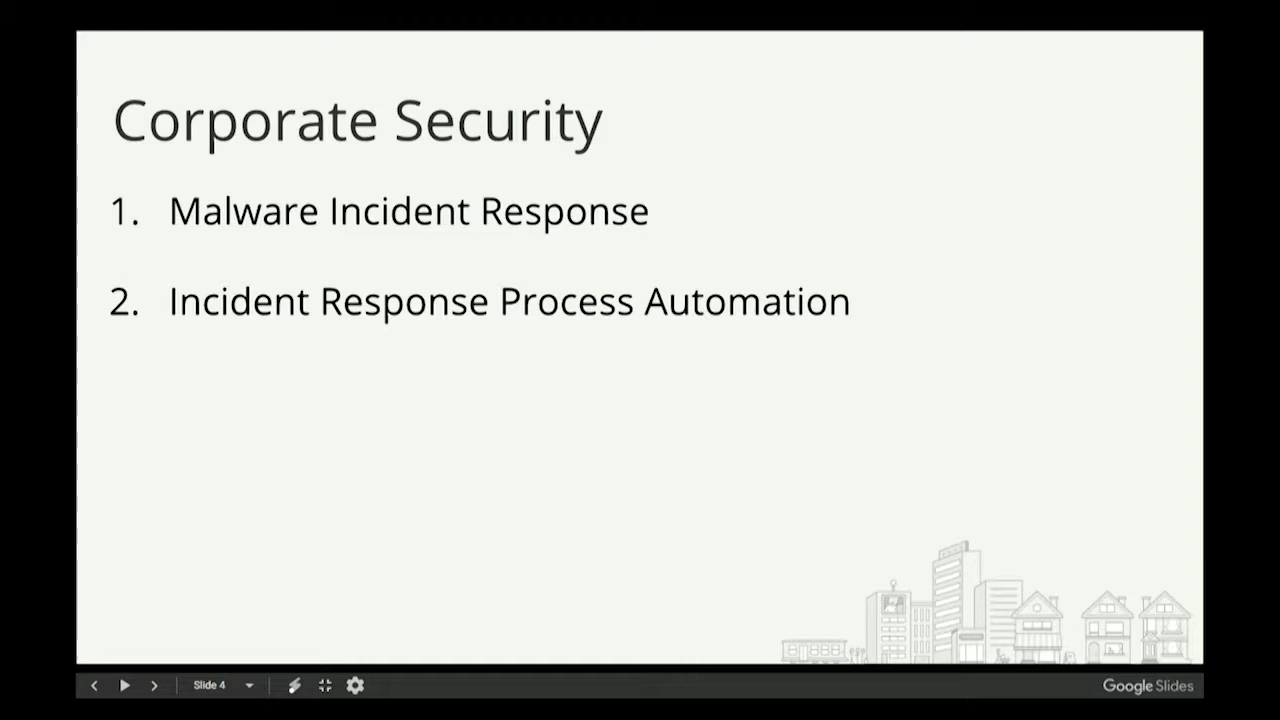 Corporate Security
1. Malware Incident Response
2. Incident Response Process Automation
Slide 4
Google Slides